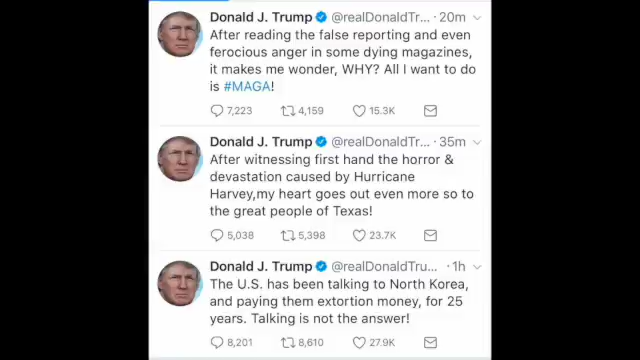 Donald J. Trump @realDonaldTr... · 20m
After reading the false reporting and even
ferocious anger in some dying magazines,
it makes me wonder, WHY? All I want to do
is #MAGA!
7,223 4,159 15.3K
Donald J. Trump @realDonaldTr... · 35m
After witnessing first hand the horror &
devastation caused by Hurricane
Harvey,my heart goes out even more so to
the great people of Texas!
5,038 5,398 23.7K
Donald J. Trump @realDonaldTru... · 1h
The U.S. has been talking to North Korea,
and paying them extortion money, for 25
years. Talking is not the answer!
8,201 8,610 27.9K